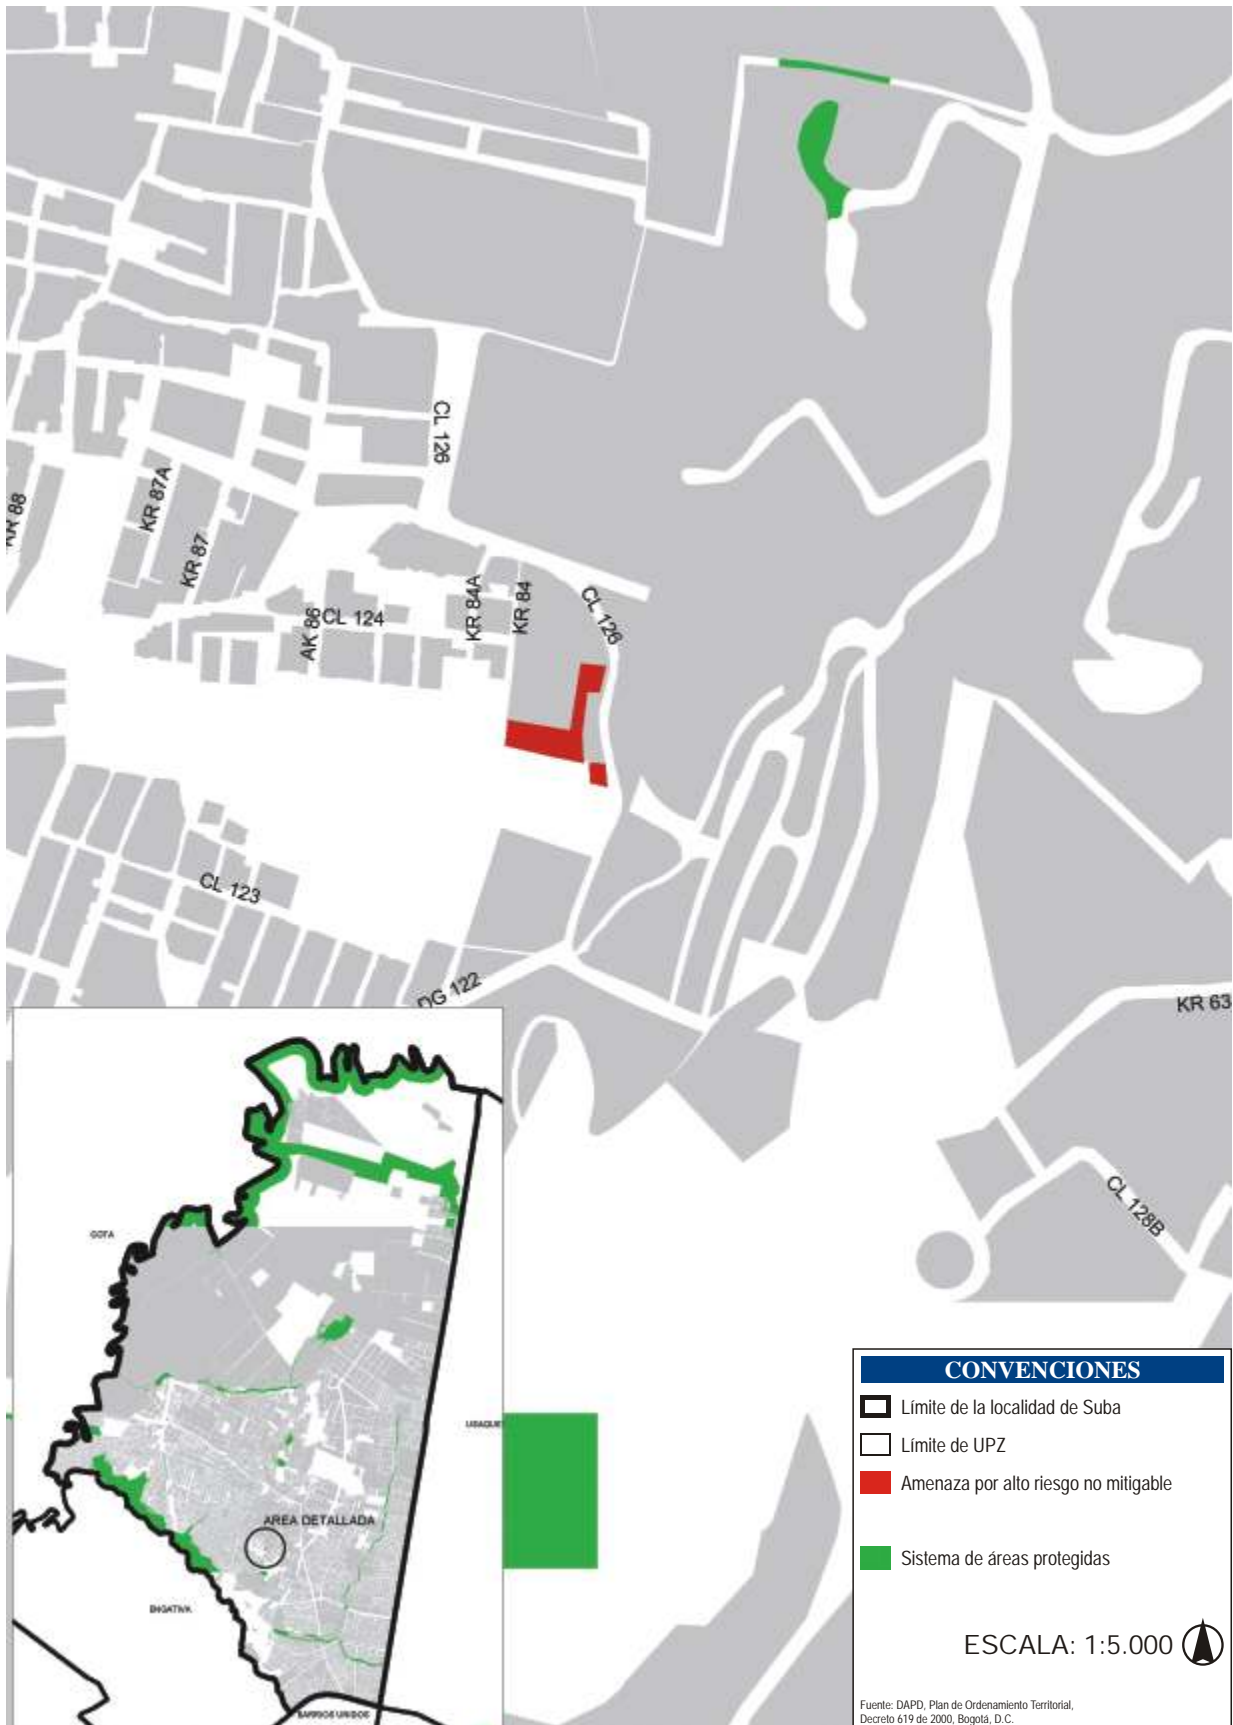 CL 126
KR 88
KR 87A
KR 87
AK 86
CL 124
KR 84A
KR 84
CL 126
CL 123
DG 122
KR 63
CL 128B
COTA
USAQUE
AREA DETALLADA
ENGATIVA
BARRIOS UNIDOS
CONVENCIONES
Límite de la localidad de Suba
Límite de UPZ
Amenaza por alto riesgo no mitigable
Sistema de áreas protegidas
ESCALA: 1:5.000
Fuente: DAPD, Plan de Ordenamiento Territorial,
Decreto 619 de 2000, Bogotá, D.C.